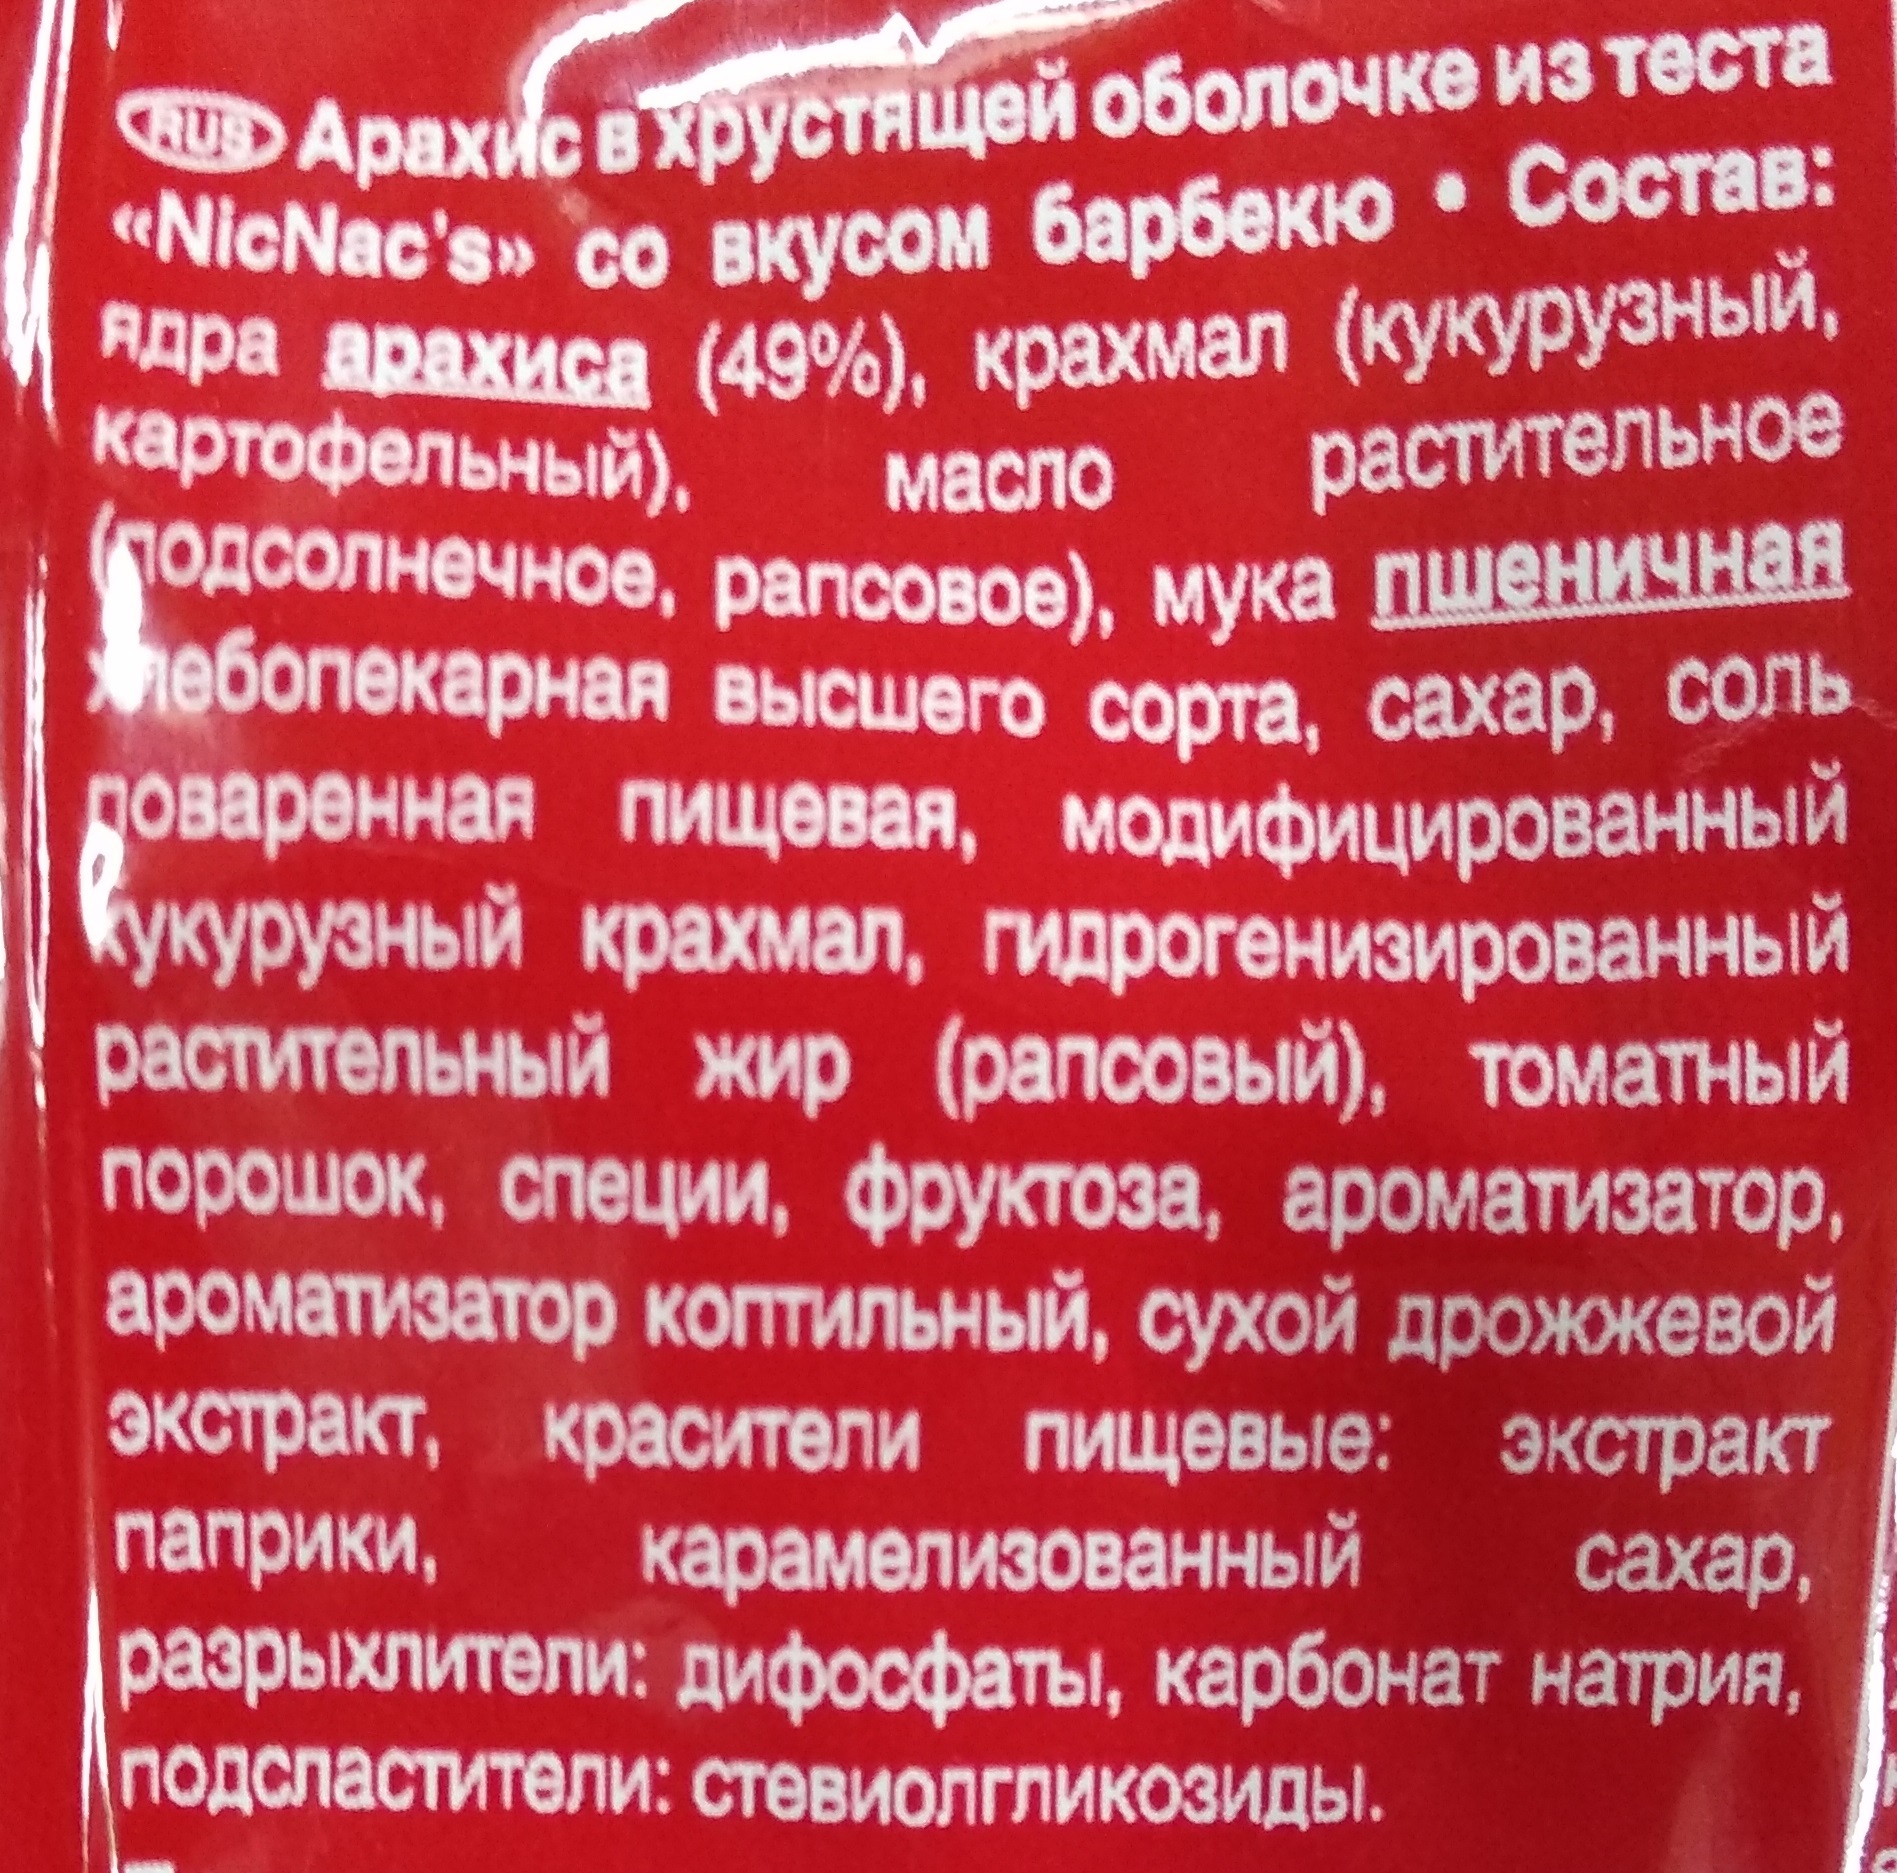 RUS Арахис в хрустящей оболочке из теста
«NicNac's» со вкусом барбекю • Состав:
ядра арахиса (49%), крахмал (кукурузный,
картофельный), масло растительное
(подсолнечное, рапсовое), мука пшеничная
хлебопекарная высшего сорта, сахар, соль
поваренная пищевая, модифицированный
кукурузный крахмал, гидрогенизированный
растительный жир (рапсовый), томатный
порошок, специи, фруктоза, ароматизатор,
ароматизатор коптильный, сухой дрожжевой
экстракт, красители пищевые: экстракт
паприки, карамелизованный сахар,
разрыхлители: дифосфаты, карбонат натрия,
подсластители: стевиолгликозиды.